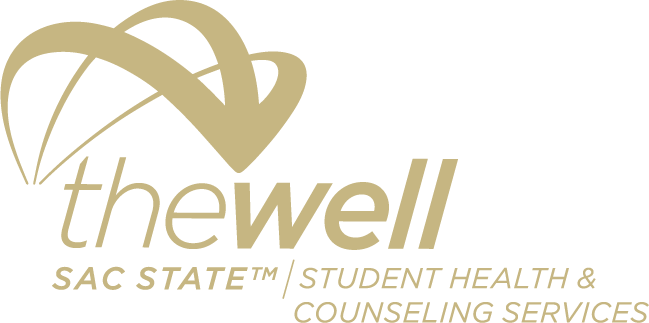 thewell
SAC STATE™ | STUDENT HEALTH &
COUNSELING SERVICES